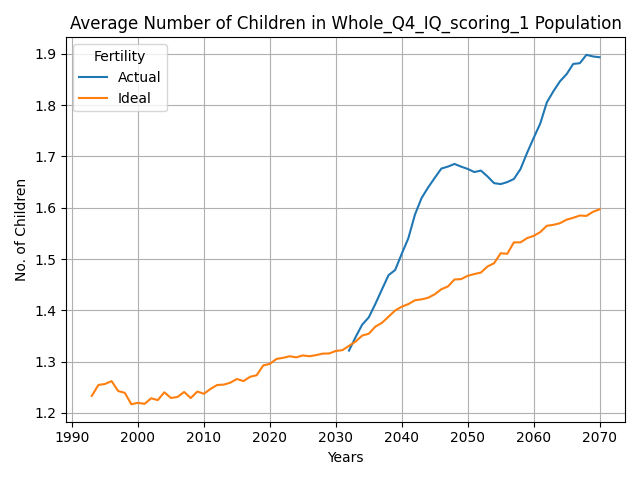 Average Number of Children in Whole_Q4_IQ_scoring_1 Population
Fertility
Actual
Ideal
No. of Children
1.9
1.8
1.7
1.6
1.5
1.4
1.3
1.2
1990 2000 2010 2020 2030 2040 2050 2060 2070
Years